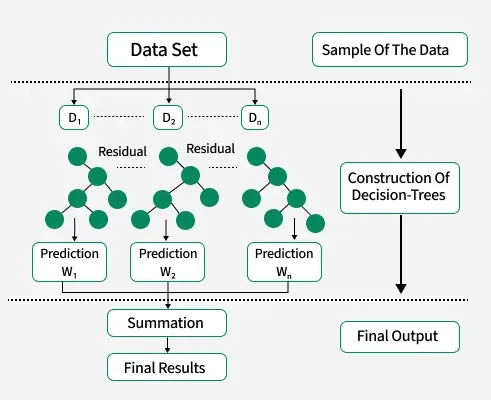 Data Set
Sample Of The Data
D1
D2
Dn
Residual
Residual
Construction Of
Decision-Trees
Prediction
W1
Prediction
W2
Prediction
Wn
Summation
Final Output
Final Results